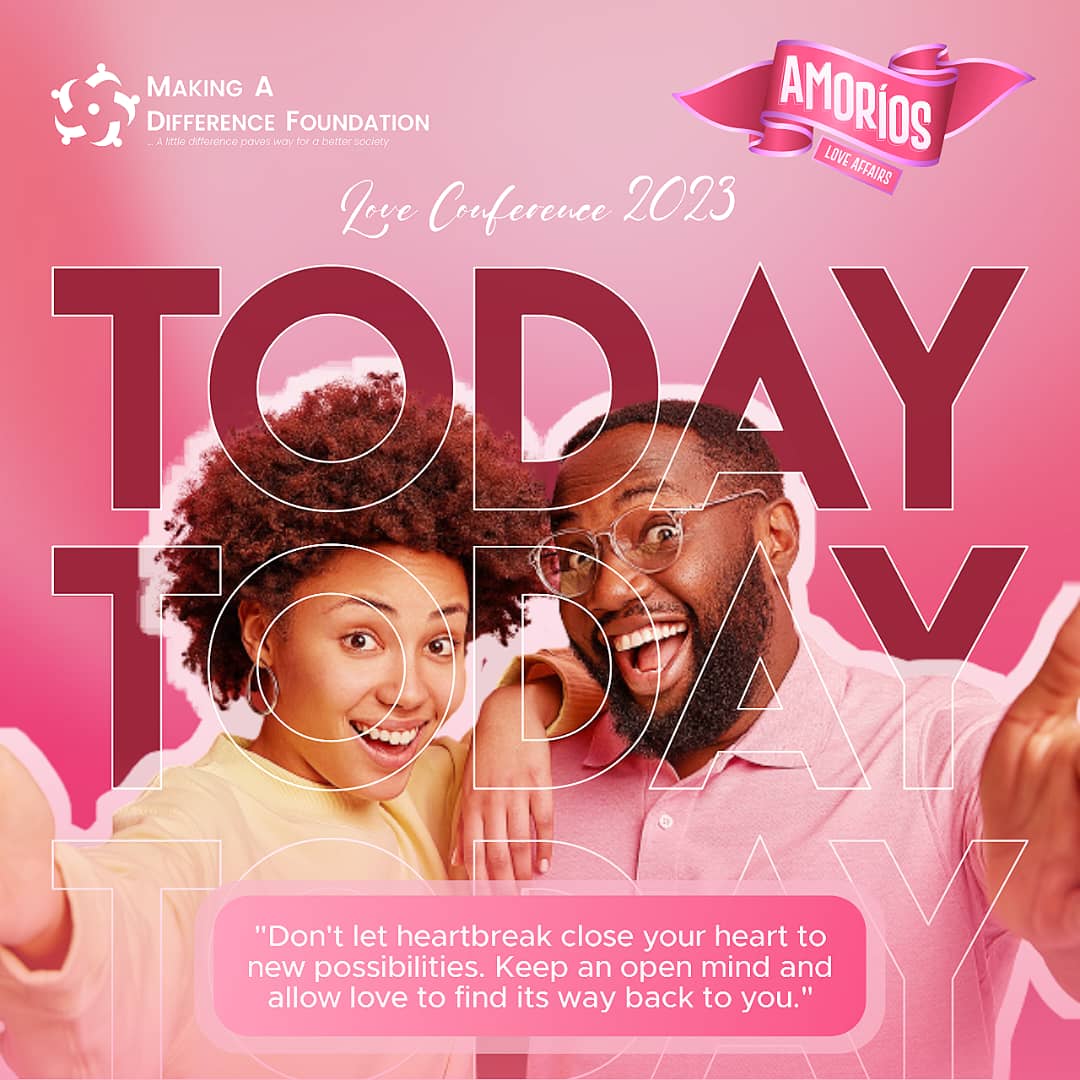 MAKING A
DIFFERENCE FOUNDATION
... A little difference paves way for a better society
AMORÍOS
LOVE AFFAIRS
Love Conference 2023
TODAY
TODAY
TODAY
"Don't let heartbreak close your heart to
new possibilities. Keep an open mind and
allow love to find its way back to you."